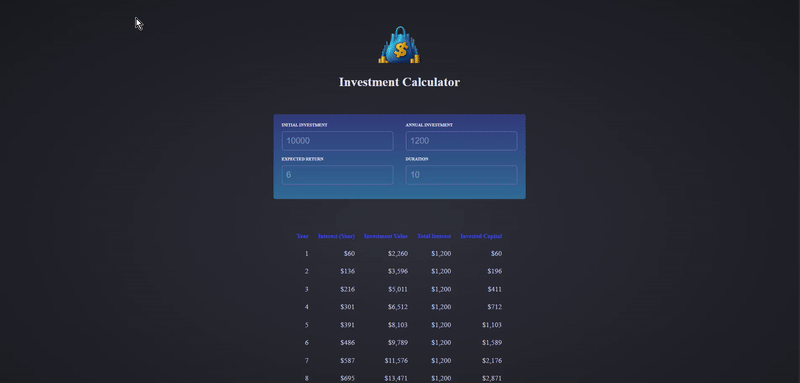 $
Investment Calculator
INITIAL INVESTMENT ANNUAL INVESTMENT
10000 1200
EXPECTED RETURN DURATION
6 10
Year Interest (Year) Investment Value Total Interest Invested Capital
1 $60 $2,260 $1,200 $60
2 $136 $3,596 $1,200 $196
3 $216 $5,011 $1,200 $411
4 $301 $6,512 $1,200 $712
5 $391 $8,103 $1,200 $1,103
6 $486 $9,789 $1,200 $1,589
7 $587 $11,576 $1,200 $2,176
8 $695 $13,471 $1,200 $2,871